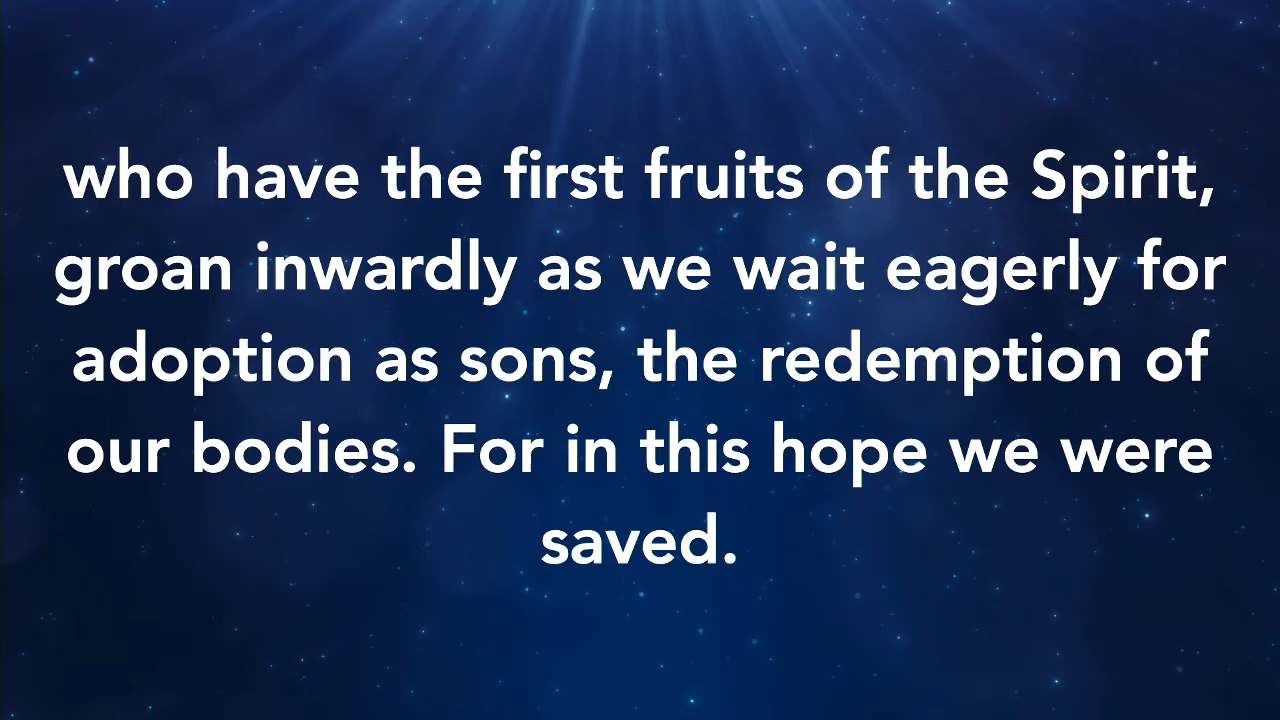 who have the first fruits of the Spirit,
groan inwardly as we wait eagerly for
adoption as sons, the redemption of
our bodies. For in this hope we were
saved.